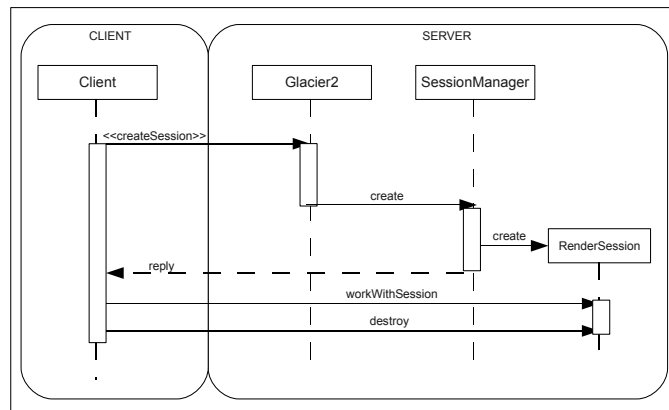 CLIENT
SERVER
Client
Glacier2
SessionManager
<<createSession>>
create
create
RenderSession
reply
workWithSession
destroy